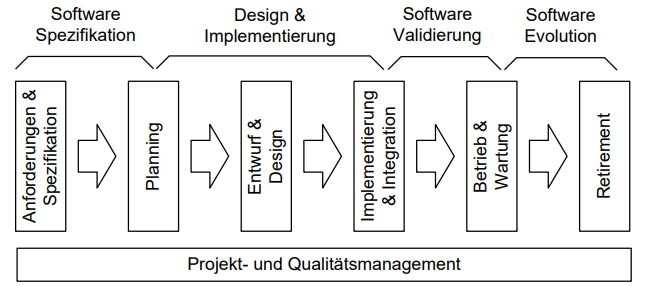 Software
Spezifikation
Design &
Implementierung
Software
Validierung
Software
Evolution
Anforderungen &
Spezifikation
Planning
Entwurf &
Design
Implementierung
& Integration
Betrieb &
Wartung
Retirement
Projekt- und Qualitätsmanagement